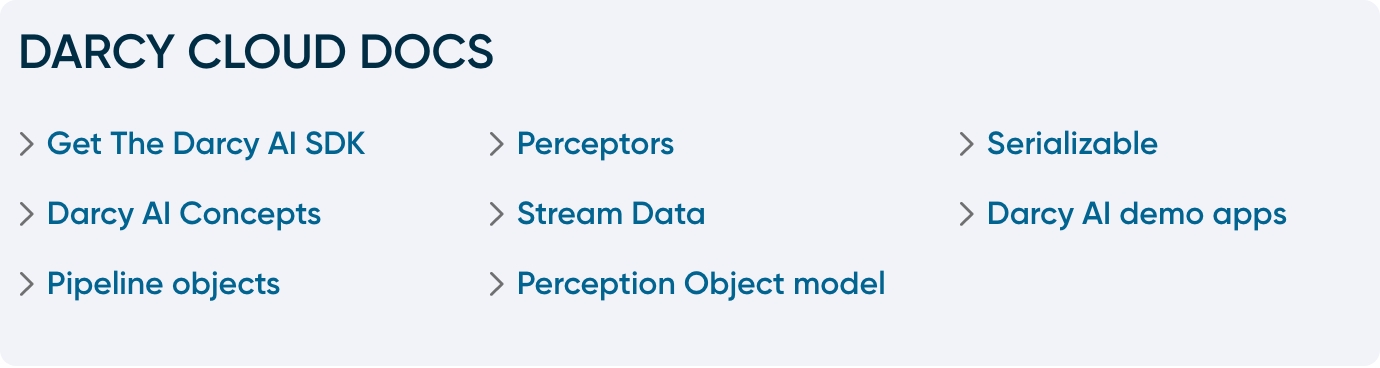 DARCY CLOUD DOCS
Get The Darcy AI SDK
Darcy AI Concepts
Pipeline objects
Perceptors
Stream Data
Perception Object model
Serializable
Darcy AI demo apps